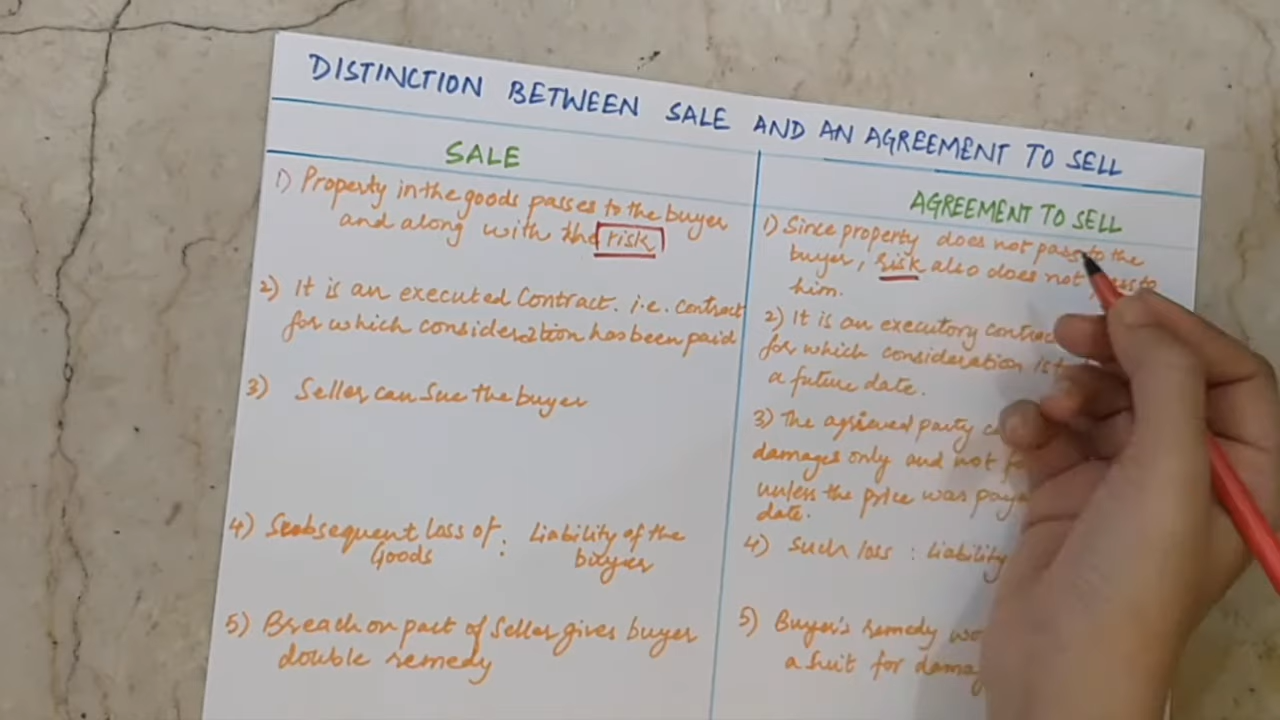 DISTINCTION BETWEEN SALE AND AN AGREEMENT TO SELL
SALE
1) Property in the goods passes to the buyer
and along with the risk
2) It is an executed Contract. i.e. contract
for which consideration has been paid
3) Seller can Sue the buyer
4) Subsequent loss of : Liability of the
Goods buyer
5) Breach on part of Seller gives buyer
double remedy
AGREEMENT TO SELL
1) Since property does not pass to the
buyer, risk also does not to
him.
2) It is an executory
for which consideration is
a future date.
3) The agrieved party
damages only and not
unless the price was
date.
4) Such loss : Liability
5) Buyer's remedy
a suit for